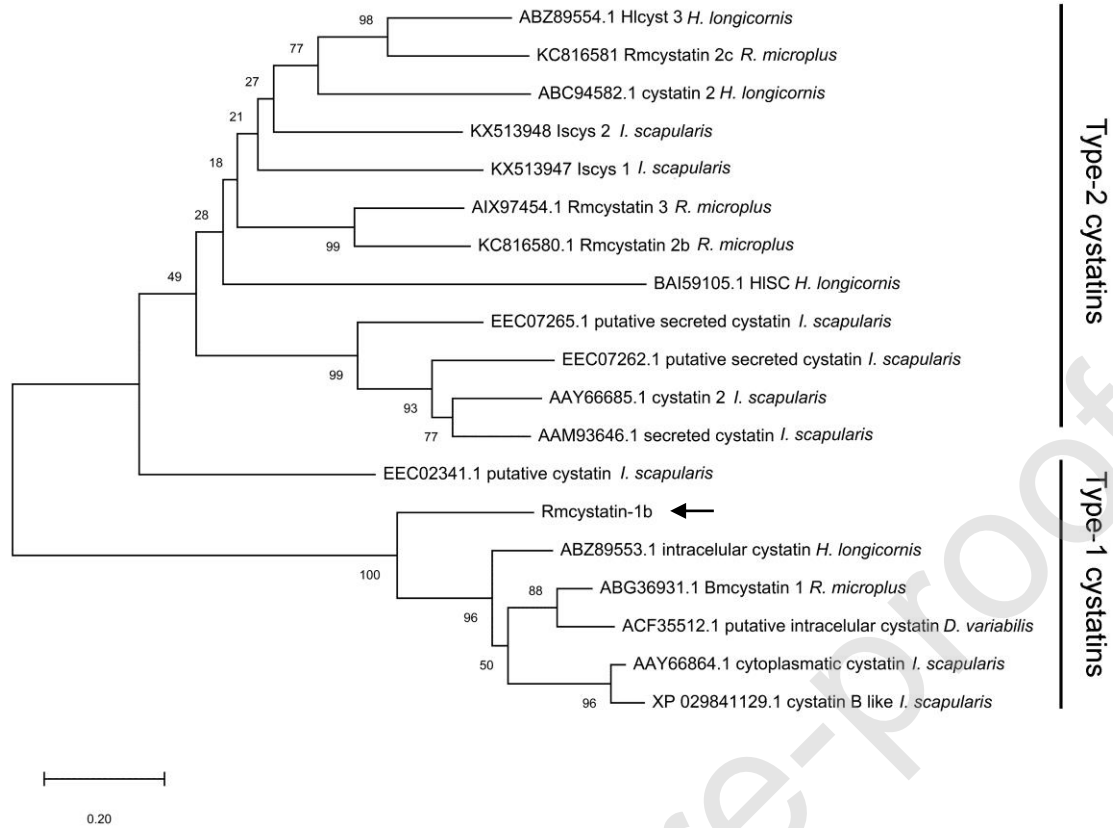 ABZ89554.1 Hlcyst 3 H. longicornis
98
KC816581 Rmcystatin 2c R. microplus
77
ABC94582.1 cystatin 2 H. longicornis
27
KX513948 Iscys 2 I. scapularis
21
KX513947 Iscys 1 I. scapularis
18
AIX97454.1 Rmcystatin 3 R. microplus
99
KC816580.1 Rmcystatin 2b R. microplus
28
BAI59105.1 HISC H. longicornis
49
EEC07265.1 putative secreted cystatin I. scapularis
99
EEC07262.1 putative secreted cystatin I. scapularis
93
AAY66685.1 cystatin 2 I. scapularis
77
AAM93646.1 secreted cystatin I. scapularis
EEC02341.1 putative cystatin I. scapularis
Rmcystatin-1b
100
ABZ89553.1 intracelular cystatin H. longicornis
96
88
ABG36931.1 Bmcystatin 1 R. microplus
ACF35512.1 putative intracelular cystatin D. variabilis
50
AAY66864.1 cytoplasmatic cystatin I. scapularis
96
XP 029841129.1 cystatin B like I. scapularis
Type-2 cystatins
Type-1 cystatins
0.20
re-proof